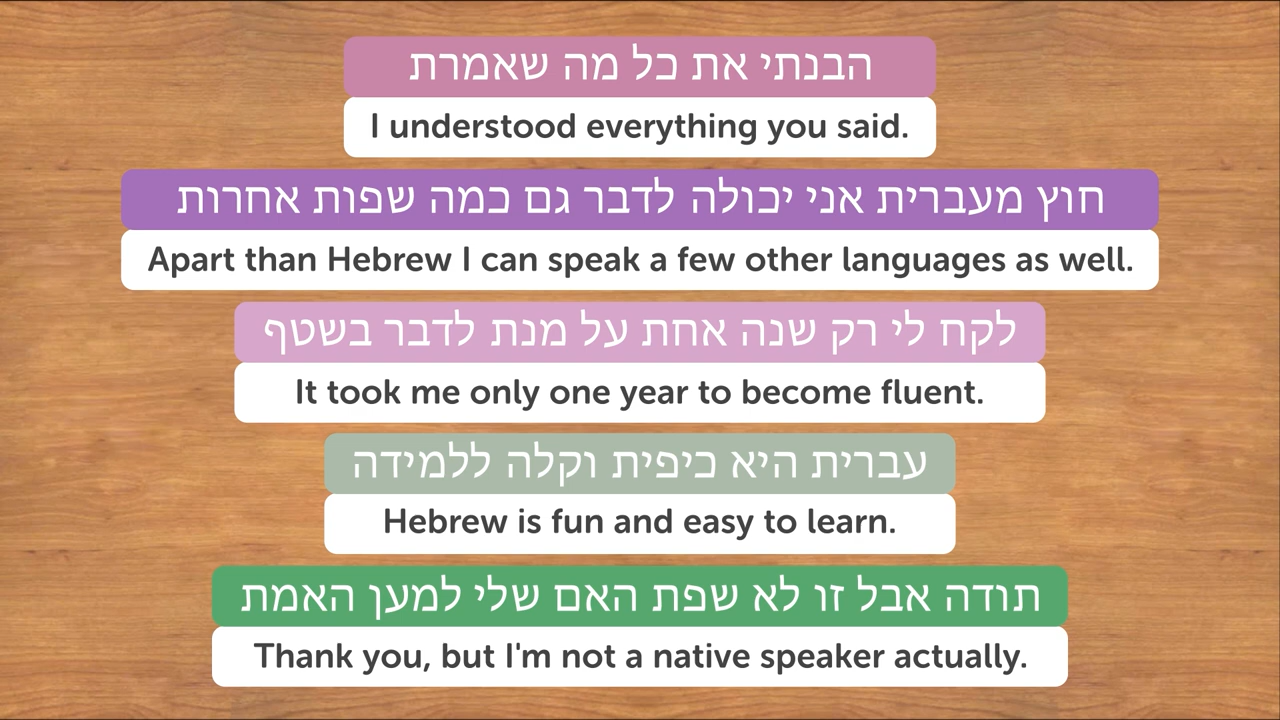 הבנתי את כל מה שאמרת
I understood everything you said.
חוץ מעברית אני יכולה לדבר גם כמה שפות אחרות
Apart than Hebrew I can speak a few other languages as well.
לקח לי רק שנה אחת על מנת לדבר בשטף
It took me only one year to become fluent.
עברית היא כיפית וקלה ללמידה
Hebrew is fun and easy to learn.
תודה אבל זו לא שפת האם שלי למען האמת
Thank you, but I'm not a native speaker actually.